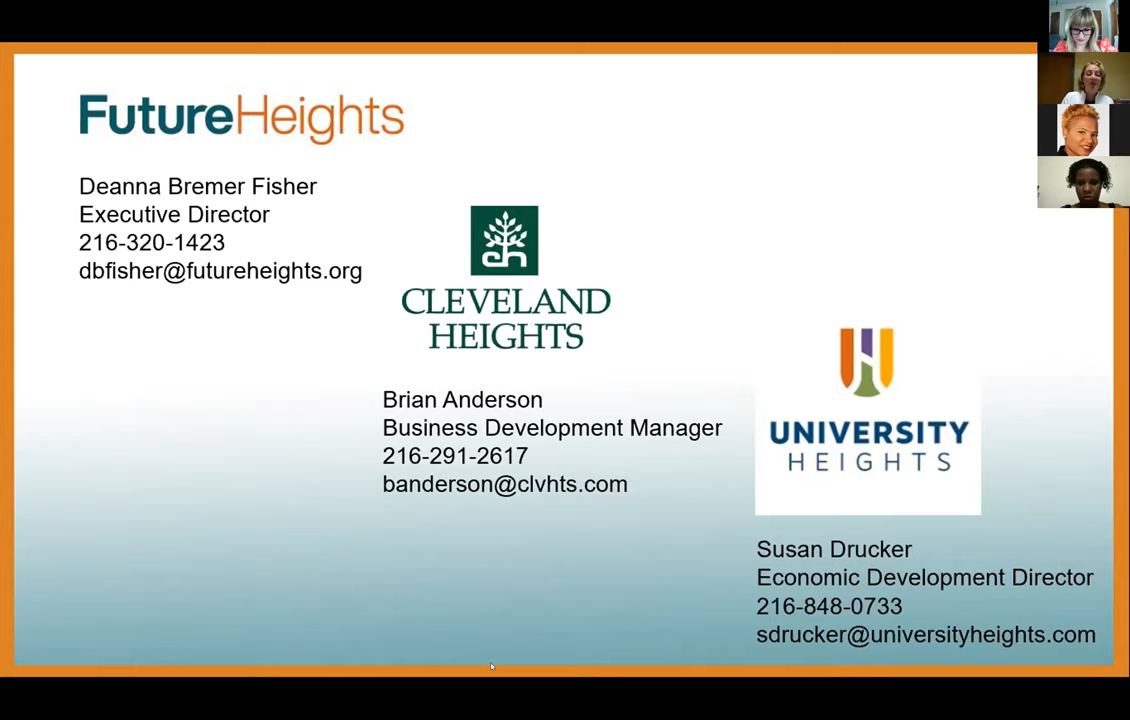 FutureHeights
Deanna Bremer Fisher
Executive Director
216-320-1423
dbfisher@futureheights.org
ch
CLEVELAND
HEIGHTS
Brian Anderson
Business Development Manager
216-291-2617
banderson@clvhts.com
UNIVERSITY
HEIGHTS
Susan Drucker
Economic Development Director
216-848-0733
sdrucker@universityheights.com